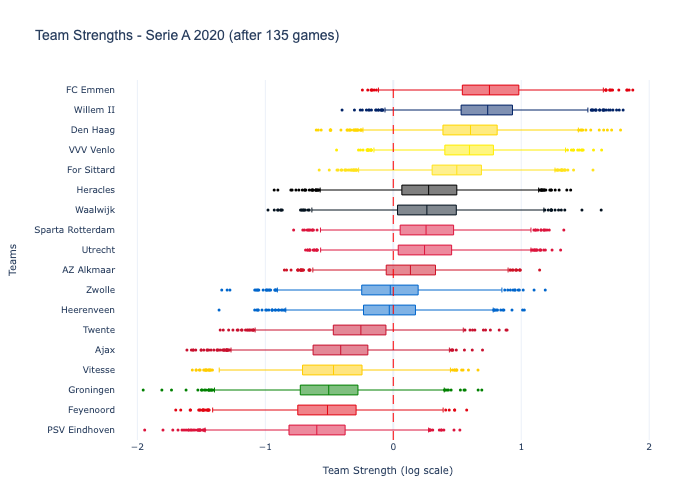 Team Strengths - Serie A 2020 (after 135 games)
FC Emmen
Willem II
Den Haag
VVV Venlo
For Sittard
Heracles
Waalwijk
Sparta Rotterdam
Utrecht
AZ Alkmaar
Zwolle
Heerenveen
Twente
Ajax
Vitesse
Groningen
Feyenoord
PSV Eindhoven
Teams
−2 −1 0 1 2
Team Strength (log scale)